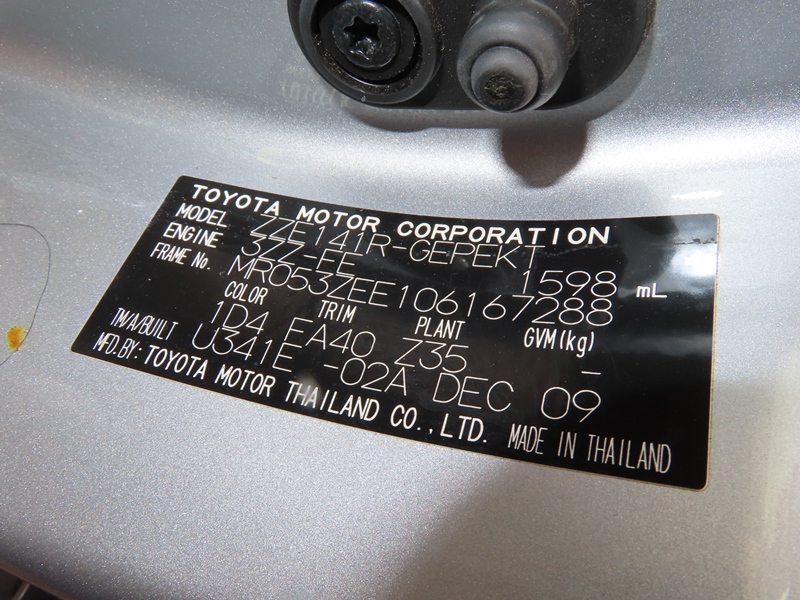 TOYOTA MOTOR CORPORATION
MODEL ZZE141R-GEPEKT
ENGINE 3ZZ-FE 1598 mL
FRAME No. MR053ZEE106167288
COLOR TRIM PLANT GVM(kg)
1D4 FA40 Z35 -
TM/A/BUILT U341E -02A DEC 09
MFD.BY: TOYOTA MOTOR THAILAND CO.,LTD. MADE IN THAILAND